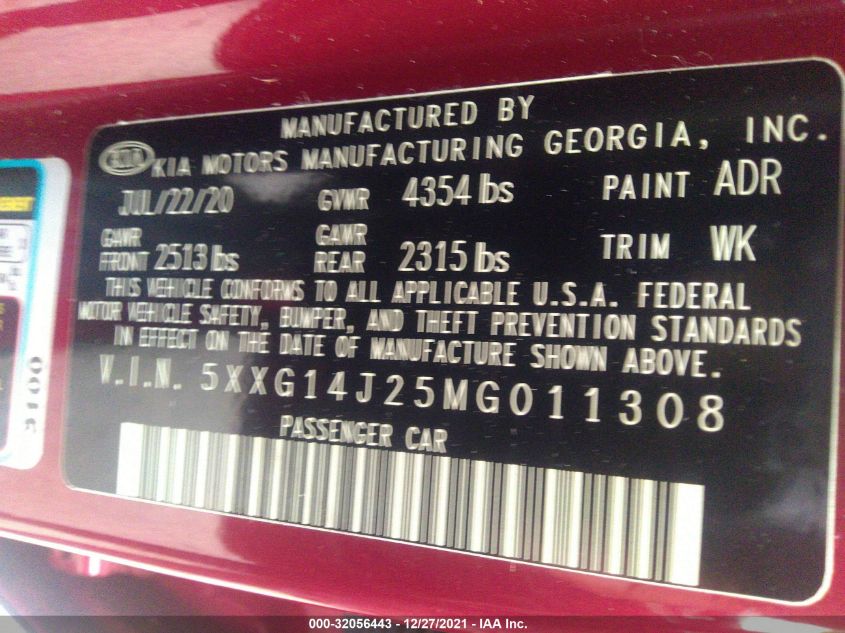 MANUFACTURED BY
KIA KIA MOTORS MANUFACTURING GEORGIA, INC.
JUL/22/20 GVWR 4354 lbs PAINT ADR
GAWR FRONT 2513 lbs GAWR REAR 2315 lbs TRIM WK
THIS VEHICLE CONFORMS TO ALL APPLICABLE U.S.A. FEDERAL
MOTOR VEHICLE SAFETY, BUMPER, AND THEFT PREVENTION STANDARDS
IN EFFECT ON THE DATE OF MANUFACTURE SHOWN ABOVE.
V.I.N. 5XXG14J25MG011308
PASSENGER CAR
3100
000-32056443 - 12/27/2021 - IAA Inc.